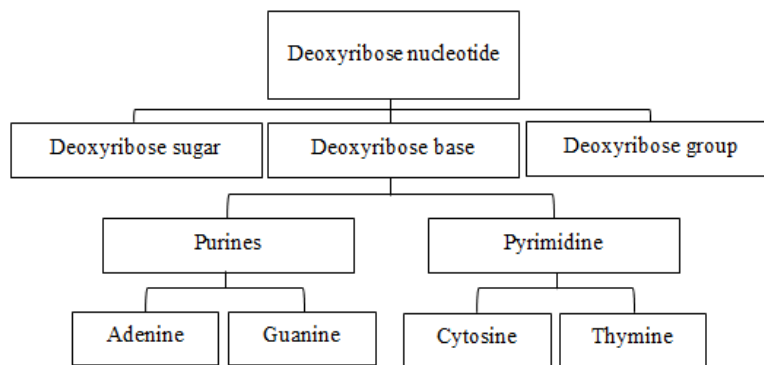 Deoxyribose nucleotide
Deoxyribose sugar
Deoxyribose base
Deoxyribose group
Purines
Pyrimidine
Adenine
Guanine
Cytosine
Thymine